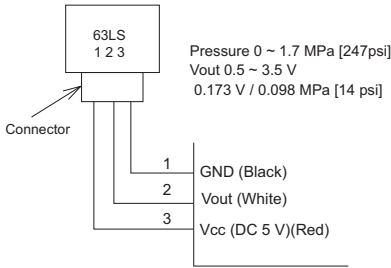 63LS
1 2 3
Pressure 0 ~ 1.7 MPa [247psi]
Vout 0.5 ~ 3.5 V
0.173 V / 0.098 MPa [14 psi]
Connector
1
GND (Black)
2
Vout (White)
3
Vcc (DC 5 V)(Red)